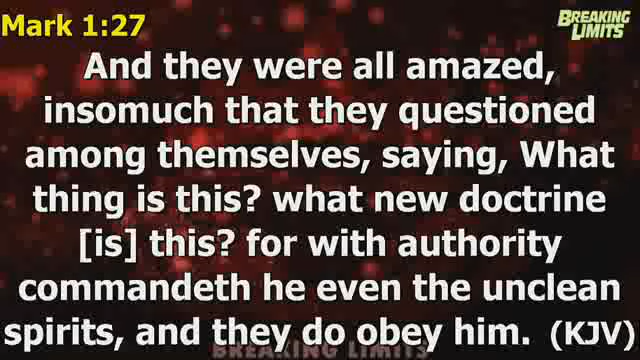 Mark 1:27
BREAKING
LIMITS
And they were all amazed,
insomuch that they questioned
among themselves, saying, What
thing is this? what new doctrine
[is] this? for with authority
commandeth he even the unclean
spirits, and they do obey him. (KJV)
BREAKING LIMITS